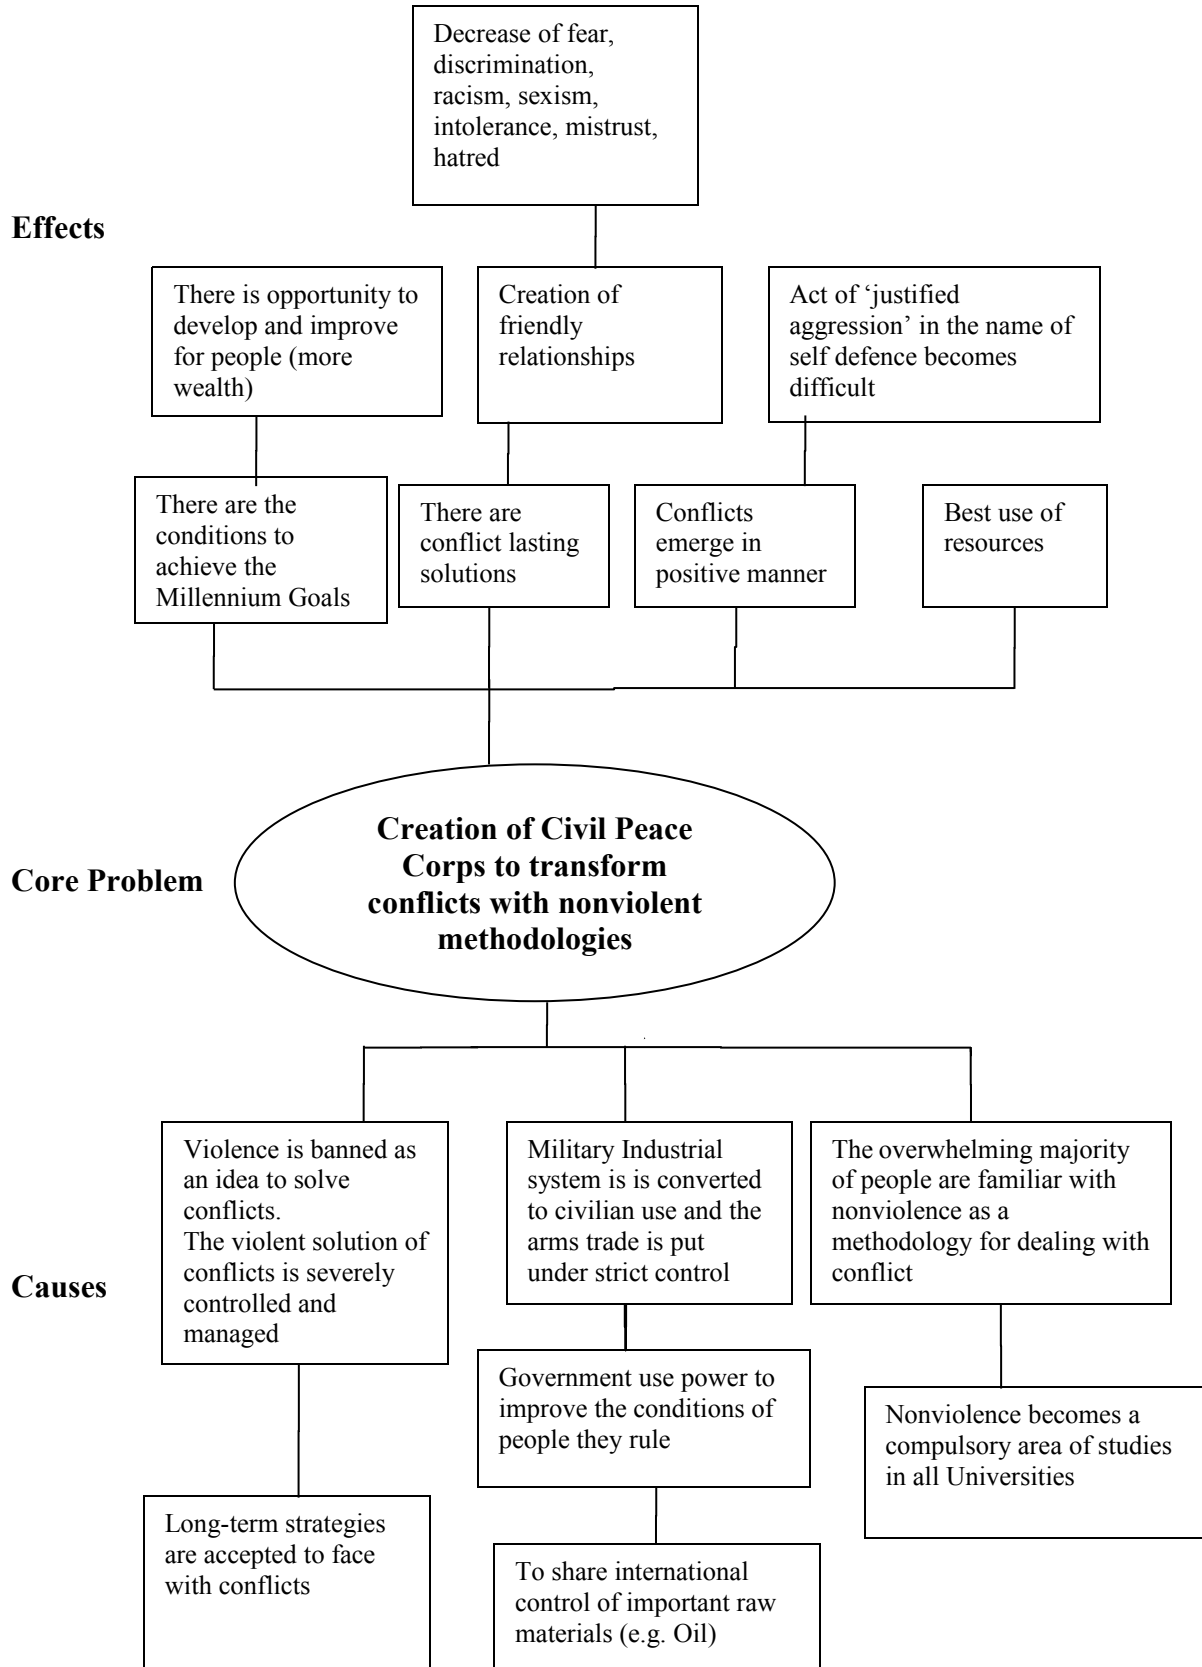 Decrease of fear,
discrimination,
racism, sexism,
intolerance, mistrust,
hatred
Effects
There is opportunity to
develop and improve
for people (more
wealth)
Creation of
friendly
relationships
Act of ‘justified
aggression’ in the name of
self defence becomes
difficult
There are the
conditions to
achieve the
Millennium Goals
There are
conflict lasting
solutions
Conflicts
emerge in
positive manner
Best use of
resources
Core Problem
Creation of Civil Peace
Corps to transform
conflicts with nonviolent
methodologies
Causes
Violence is banned as
an idea to solve
conflicts.
The violent solution of
conflicts is severely
controlled and
managed
Military Industrial
system is is converted
to civilian use and the
arms trade is put
under strict control
The overwhelming majority
of people are familiar with
nonviolence as a
methodology for dealing with
conflict
Government use power to
improve the conditions of
people they rule
Nonviolence becomes a
compulsory area of studies
in all Universities
Long-term strategies
are accepted to face
with conflicts
To share international
control of important raw
materials (e.g. Oil)